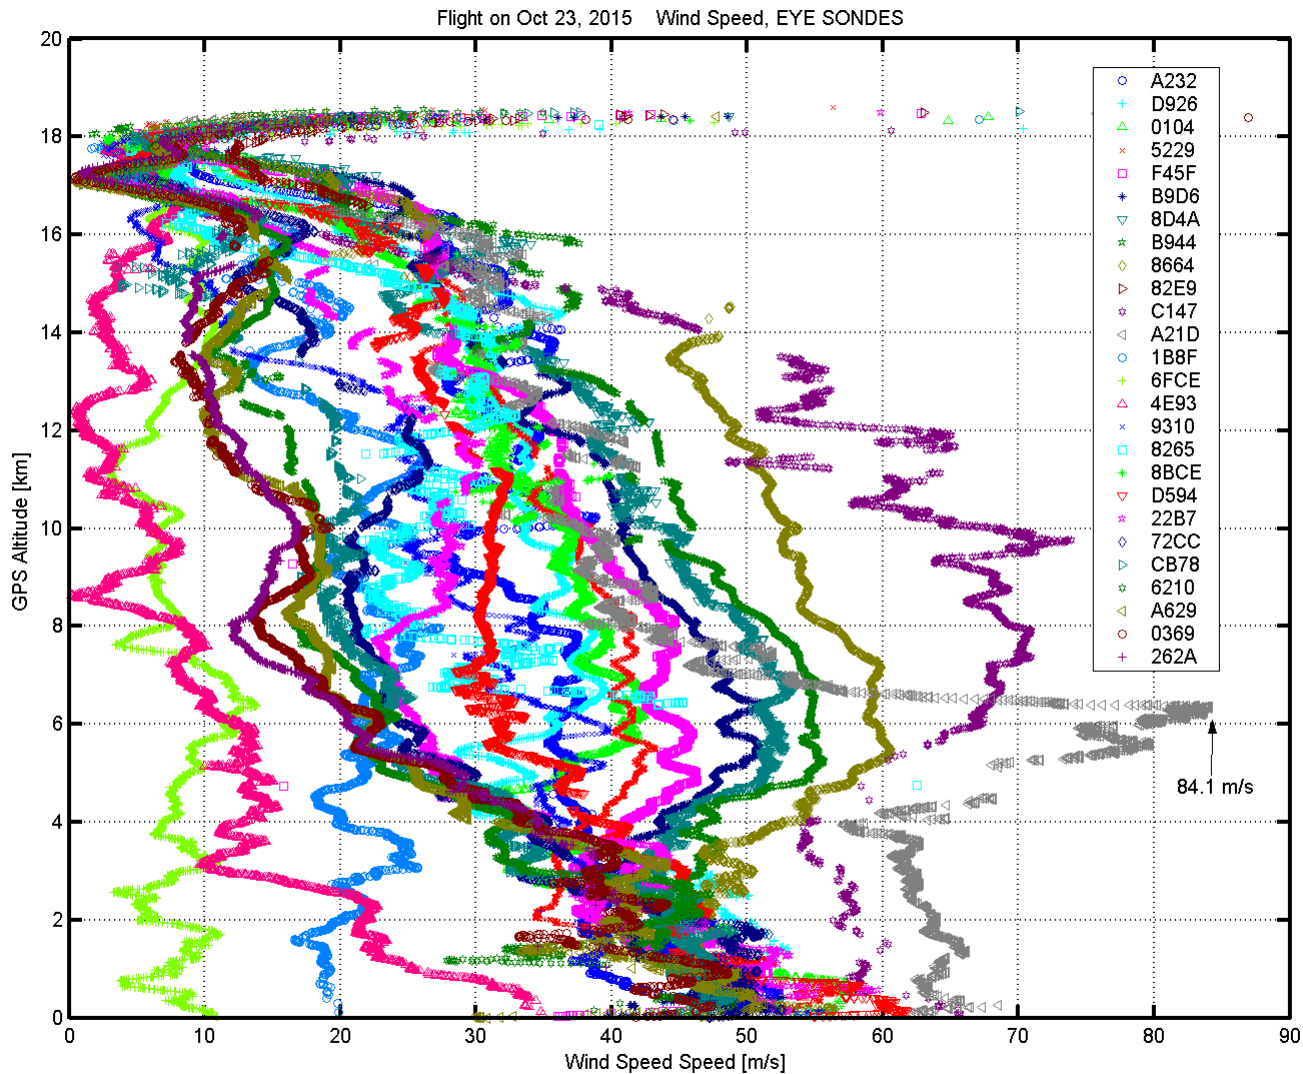 Flight on Oct 23, 2015    Wind Speed, EYE SONDES
20
18
16
14
12
10
8
6
4
2
0
GPS Altitude [km]
A232
D926
0104
5229
F45F
B9D6
8D4A
B944
8664
82E9
C147
A21D
1B8F
6FCE
4E93
9310
8265
8BCE
D594
22B7
72CC
CB78
6210
A629
0369
262A
84.1 m/s
0 10 20 30 40 50 60 70 80 90
Wind Speed Speed [m/s]